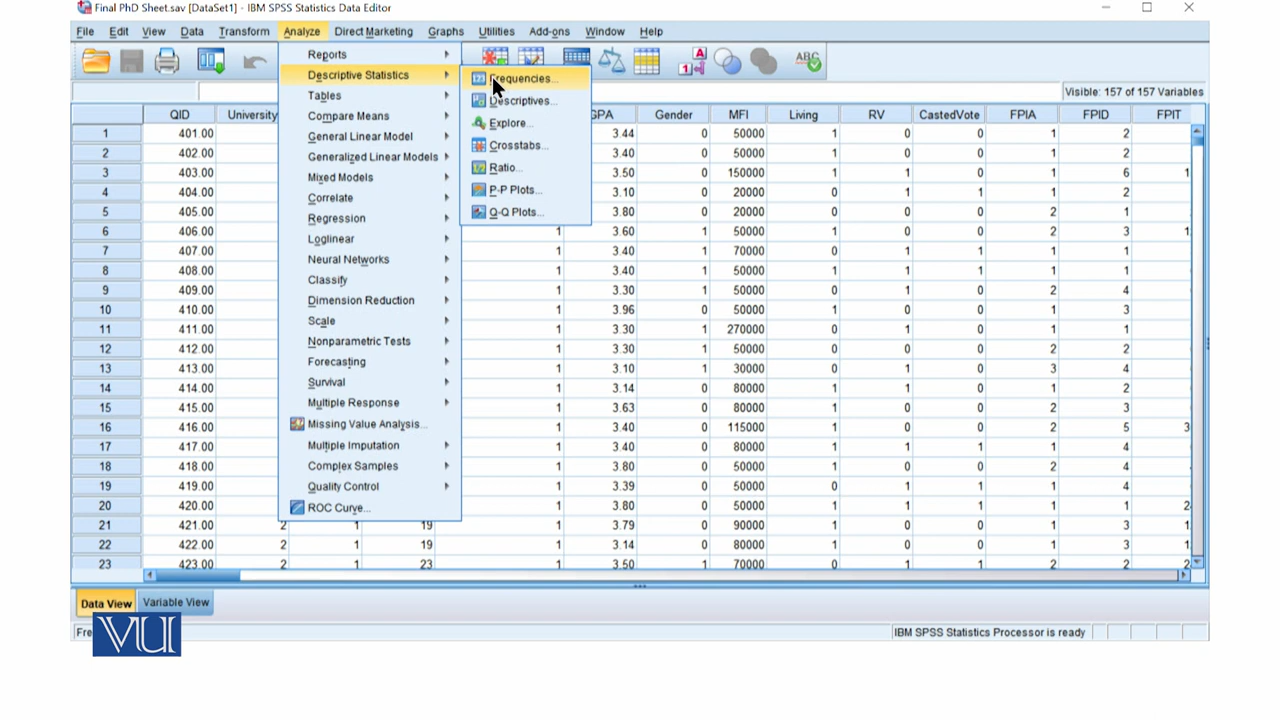 Final PhD Sheet.sav [DataSet1] - IBM SPSS Statistics Data Editor
File Edit View Data Transform Analyze Direct Marketing Graphs Utilities Add-ons Window Help
Reports
Descriptive Statistics
Tables
Compare Means
General Linear Model
Generalized Linear Models
Mixed Models
Correlate
Regression
Loglinear
Neural Networks
Classify
Dimension Reduction
Scale
Nonparametric Tests
Forecasting
Survival
Multiple Response
Missing Value Analysis...
Multiple Imputation
Complex Samples
Quality Control
ROC Curve...
Frequencies...
Descriptives...
Explore...
Crosstabs...
Ratio...
P-P Plots...
Q-Q Plots...
A
1
ABC
Visible: 157 of 157 Variables
QID University GPA Gender MFI Living RV CastedVote FPIA FPID FPIT
1 401.00 3.44 0 50000 1 0 0 1 2
2 402.00 3.40 0 50000 1 0 0 1 2
3 403.00 3.50 0 150000 1 1 0 1 6 1
4 404.00 3.10 0 20000 0 1 1 1 2
5 405.00 3.80 0 20000 1 0 0 2 1
6 406.00 1 3.60 1 50000 1 0 0 2 3 1
7 407.00 1 3.40 1 70000 0 1 1 1 1
8 408.00 1 3.40 1 50000 1 0 0 1 1
9 409.00 1 3.30 1 50000 0 1 0 2 4
10 410.00 1 3.96 0 50000 1 0 0 1 3
11 411.00 1 3.30 1 270000 0 1 0 1 1
12 412.00 1 3.30 1 50000 0 0 0 2 2
13 413.00 1 3.10 1 30000 0 1 0 3 4
14 414.00 1 3.14 0 80000 1 0 0 1 2
15 415.00 1 3.63 0 80000 1 1 0 2 3
16 416.00 1 3.40 0 115000 1 0 0 2 5 3
17 417.00 1 3.40 0 80000 1 1 1 1 4
18 418.00 1 3.80 0 50000 1 0 0 2 4
19 419.00 1 3.39 0 50000 0 1 1 1 4
20 420.00 1 3.80 0 50000 1 1 1 1 1 2
21 421.00 2 1 19 1 3.79 0 90000 1 0 0 1 3 1
22 422.00 2 1 19 1 3.14 0 80000 1 0 0 1 3
23 423.00 2 1 23 1 3.50 1 70000 0 1 1 2 2
Data View Variable View
Fre
IBM SPSS Statistics Processor is ready
VU